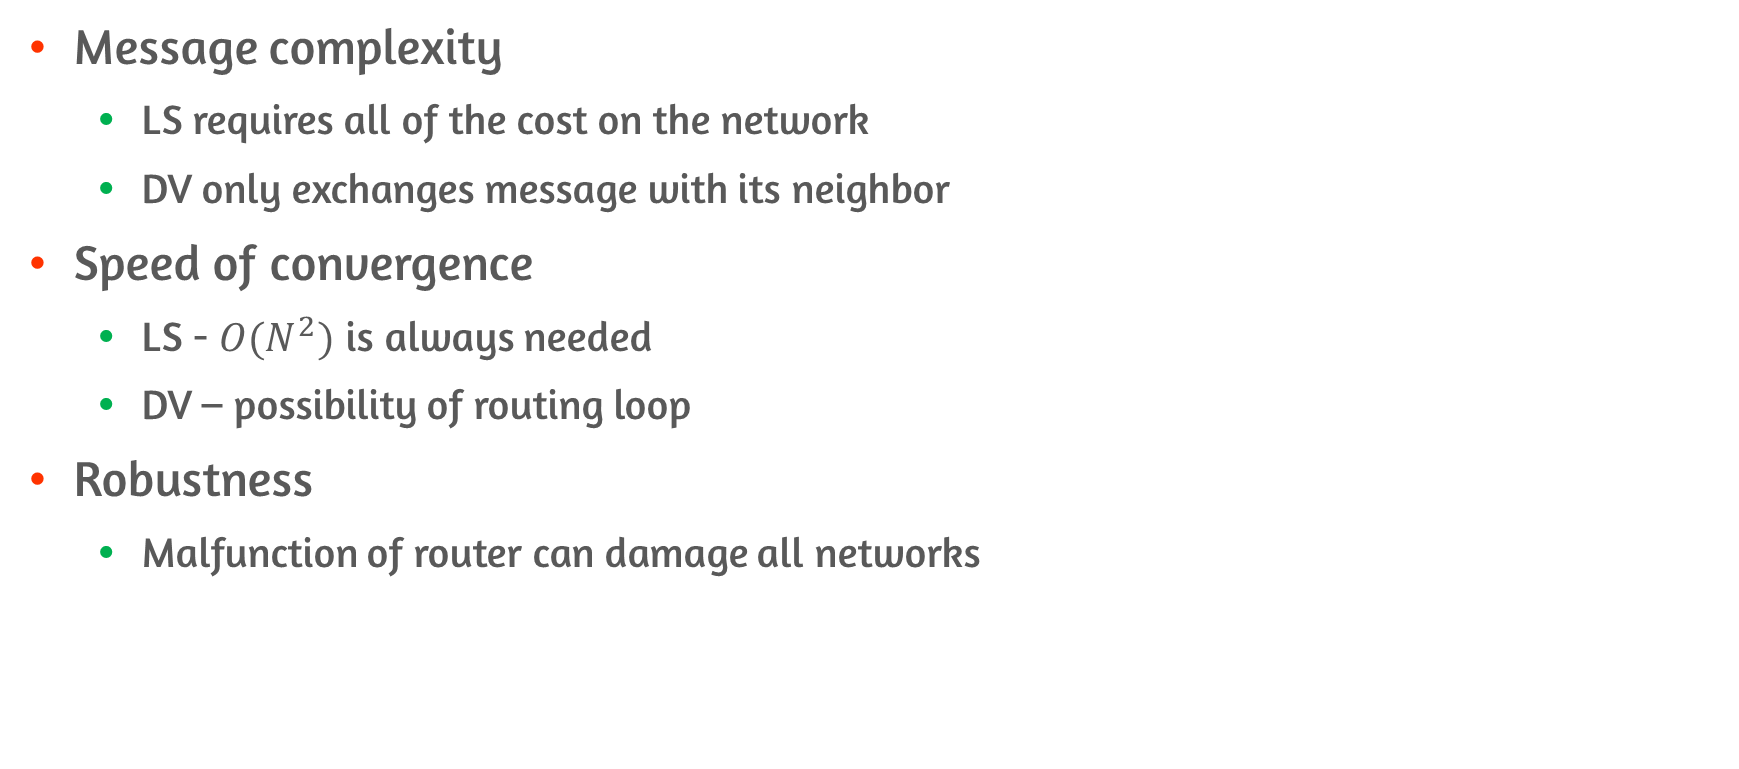 • Message complexity
• LS requires all of the cost on the network
• DV only exchanges message with its neighbor
• Speed of convergence
• LS - O(N²) is always needed
• DV – possibility of routing loop
• Robustness
• Malfunction of router can damage all networks